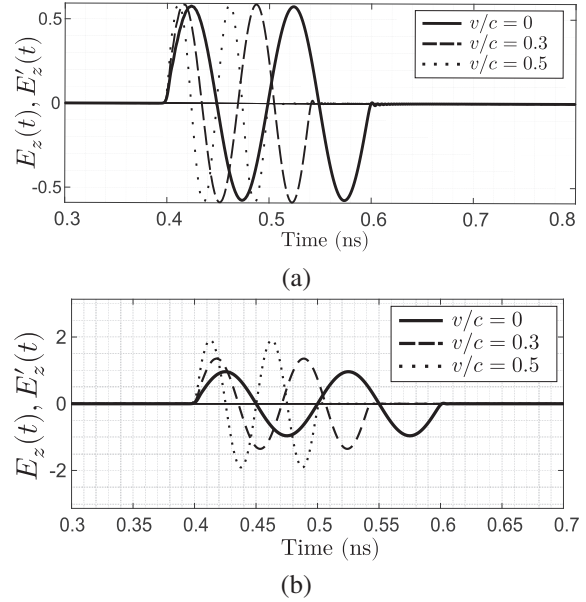 0.5
0
-0.5
E_z(t), E'_z(t)
v/c = 0
v/c = 0.3
v/c = 0.5
0.3 0.4 0.5 0.6 0.7 0.8
Time (ns)
(a)
2
0
-2
E_z(t), E'_z(t)
v/c = 0
v/c = 0.3
v/c = 0.5
0.3 0.35 0.4 0.45 0.5 0.55 0.6 0.65 0.7
Time (ns)
(b)